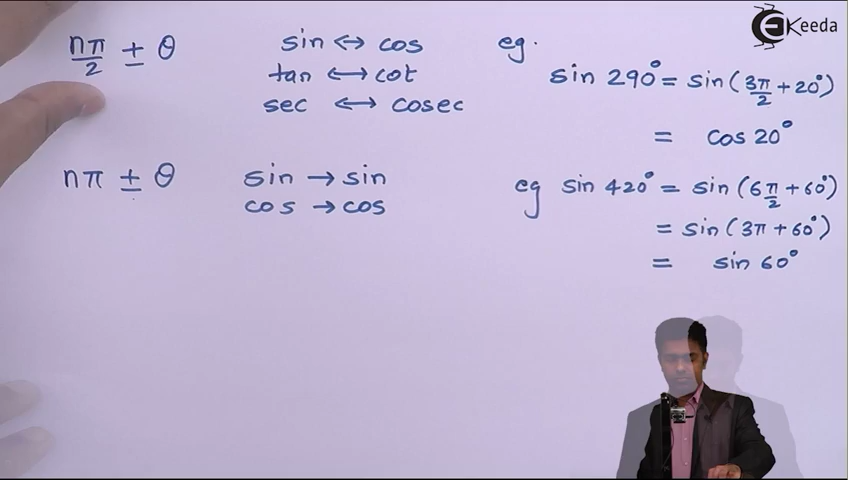 Ekeeda
nπ/2 ± θ sin ↔ cos eg.
tan ↔ cot
sec ↔ cosec
sin 290° = sin(3π/2 + 20°)
= cos 20°
nπ ± θ sin → sin
cos → cos
eg sin 420° = sin(6π/2 + 60°)
= sin(3π + 60°)
= sin 60°